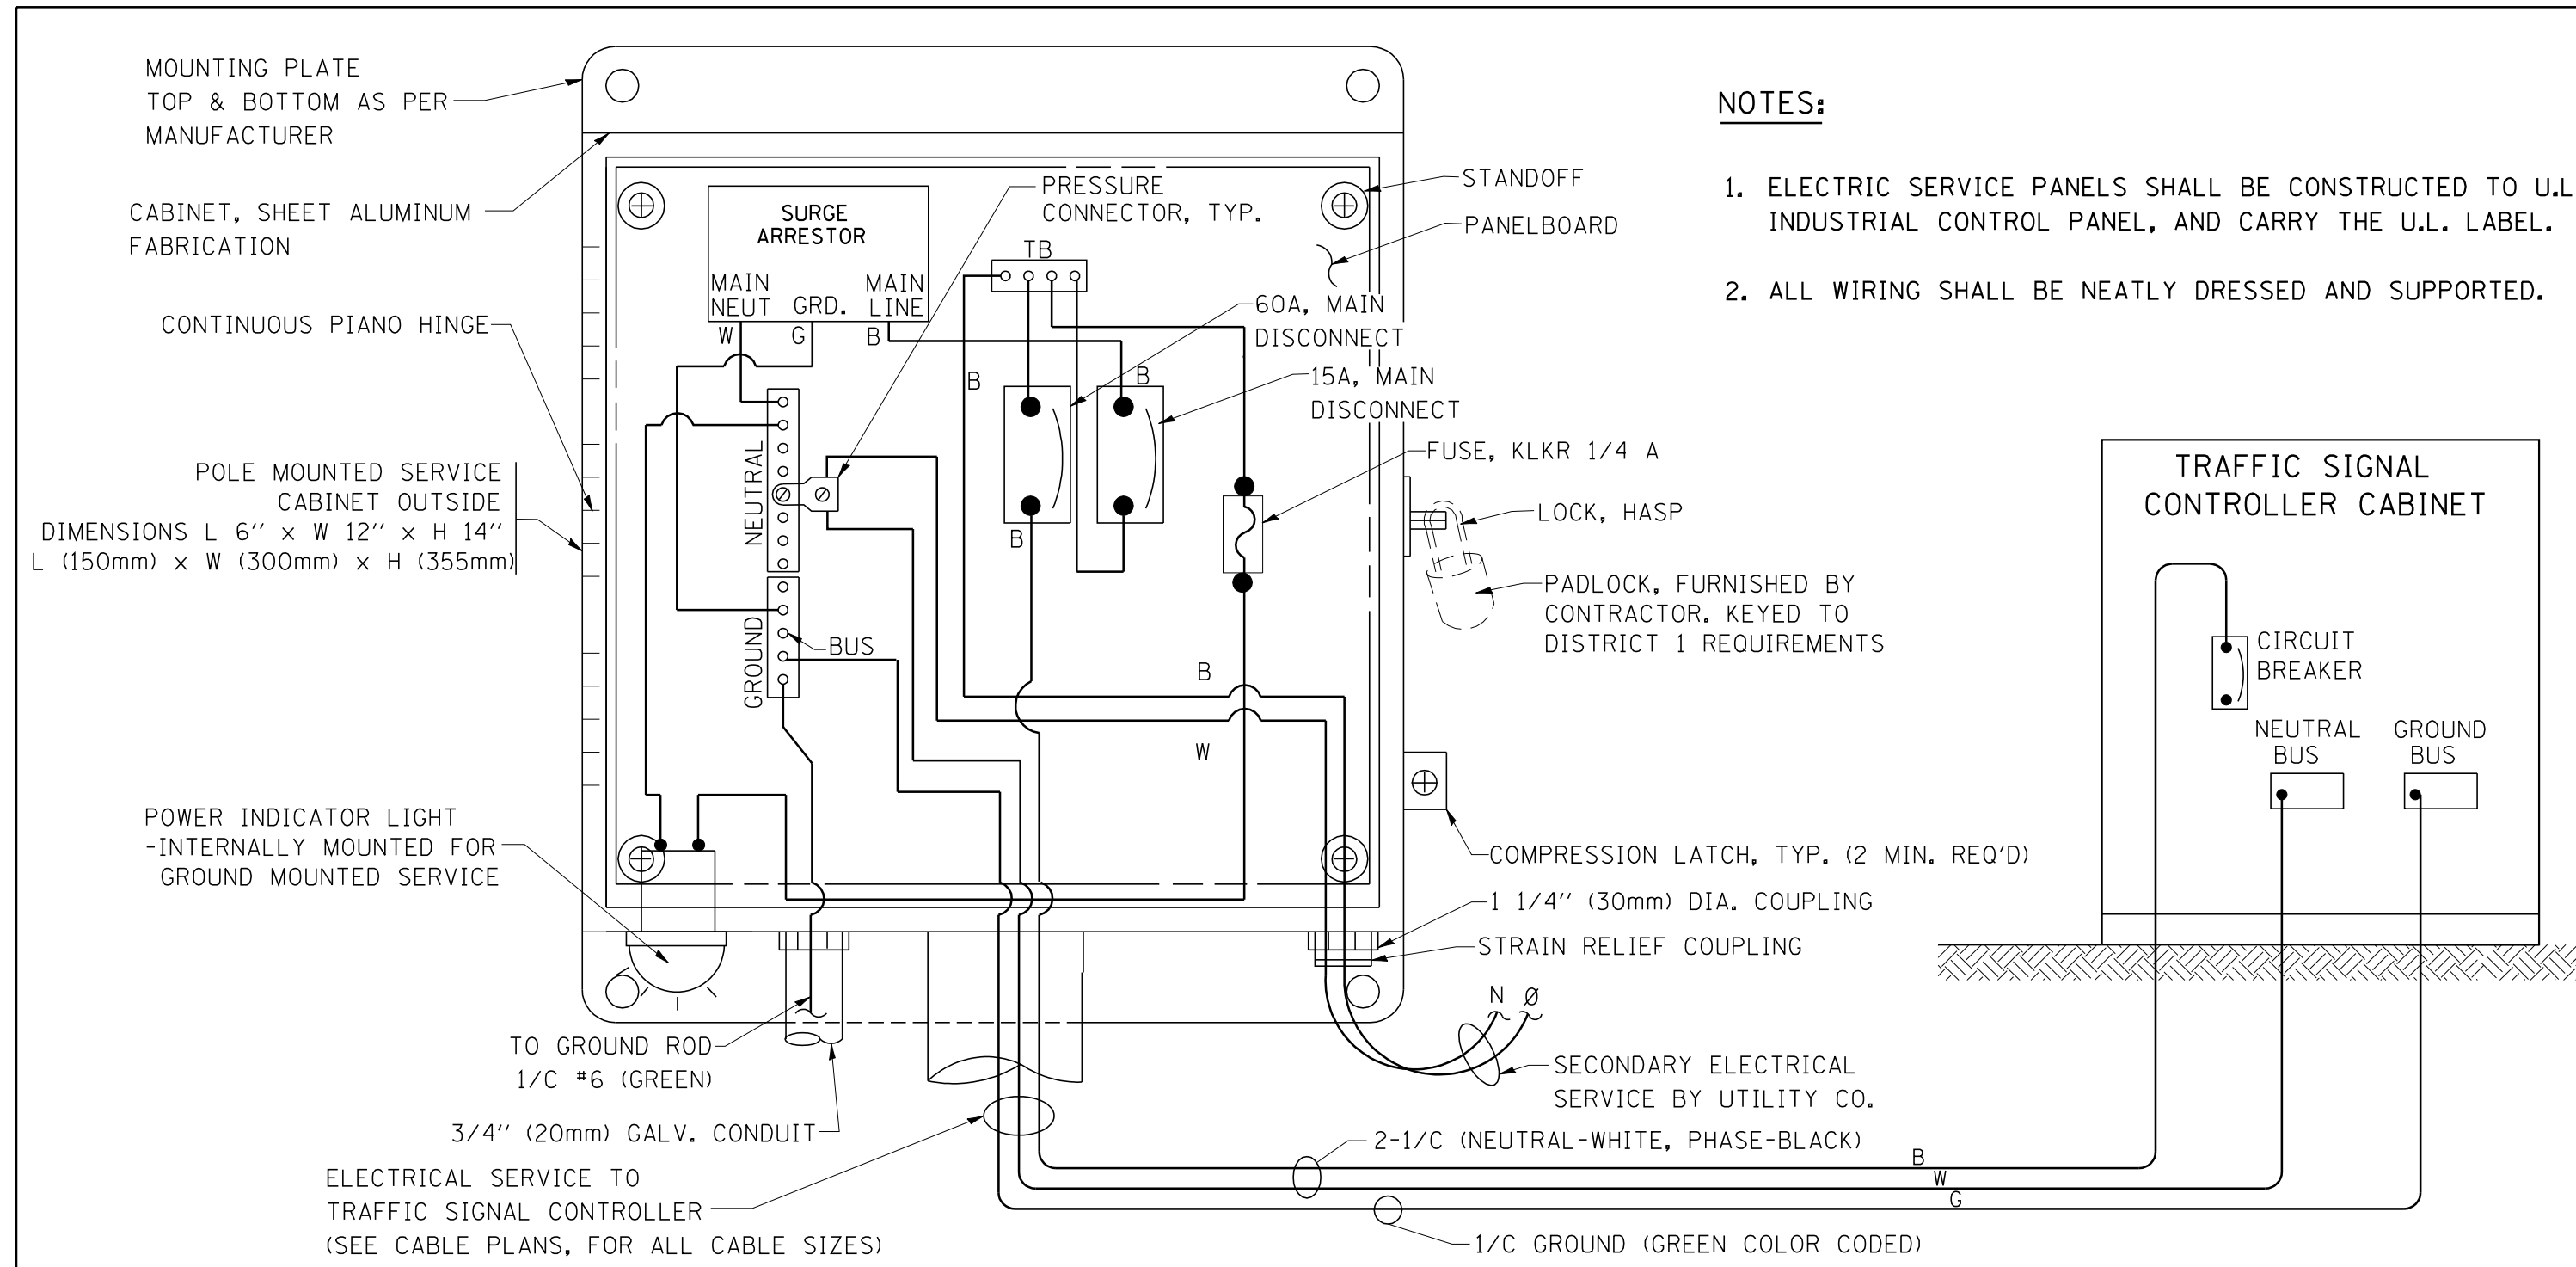 MOUNTING PLATE
TOP & BOTTOM AS PER
MANUFACTURER
CABINET, SHEET ALUMINUM
FABRICATION
CONTINUOUS PIANO HINGE
POLE MOUNTED SERVICE
CABINET OUTSIDE
DIMENSIONS L 6'' x W 12'' x H 14''
L (150mm) x W (300mm) x H (355mm)
POWER INDICATOR LIGHT
-INTERNALLY MOUNTED FOR
GROUND MOUNTED SERVICE
SURGE
ARRESTOR
MAIN
NEUT
GRD.
MAIN
LINE
W
G
B
PRESSURE
CONNECTOR, TYP.
TB
STANDOFF
PANELBOARD
60A, MAIN
DISCONNECT
15A, MAIN
DISCONNECT
B
B
B
FUSE, KLKR 1/4 A
NEUTRAL
GROUND
BUS
LOCK, HASP
PADLOCK, FURNISHED BY
CONTRACTOR. KEYED TO
DISTRICT 1 REQUIREMENTS
B
W
COMPRESSION LATCH, TYP. (2 MIN. REQ'D)
1 1/4'' (30mm) DIA. COUPLING
STRAIN RELIEF COUPLING
N Ø
SECONDARY ELECTRICAL
SERVICE BY UTILITY CO.
TO GROUND ROD
1/C #6 (GREEN)
3/4'' (20mm) GALV. CONDUIT
ELECTRICAL SERVICE TO
TRAFFIC SIGNAL CONTROLLER
(SEE CABLE PLANS, FOR ALL CABLE SIZES)
2-1/C (NEUTRAL-WHITE, PHASE-BLACK)
B
W
G
1/C GROUND (GREEN COLOR CODED)
NOTES:
1. ELECTRIC SERVICE PANELS SHALL BE CONSTRUCTED TO U.L
INDUSTRIAL CONTROL PANEL, AND CARRY THE U.L. LABEL.
2. ALL WIRING SHALL BE NEATLY DRESSED AND SUPPORTED.
TRAFFIC SIGNAL
CONTROLLER CABINET
CIRCUIT
BREAKER
NEUTRAL
BUS
GROUND
BUS